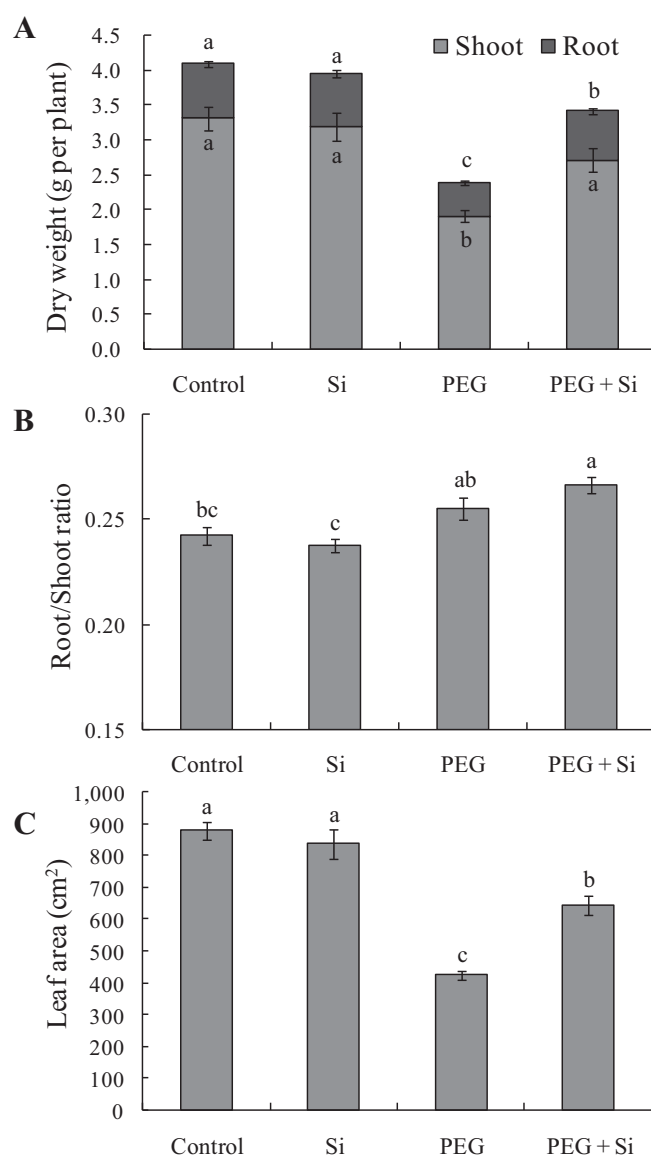 A
Dry weight (g per plant)
4.5
4.0
3.5
3.0
2.5
2.0
1.5
1.0
0.5
0.0
Shoot Root
a a c b
a a b a
Control Si PEG PEG + Si
B
Root/Shoot ratio
0.30
0.25
0.20
0.15
bc c ab a
Control Si PEG PEG + Si
C
Leaf area (cm²)
1,000
900
800
700
600
500
400
300
200
100
0
a a c b
Control Si PEG PEG + Si